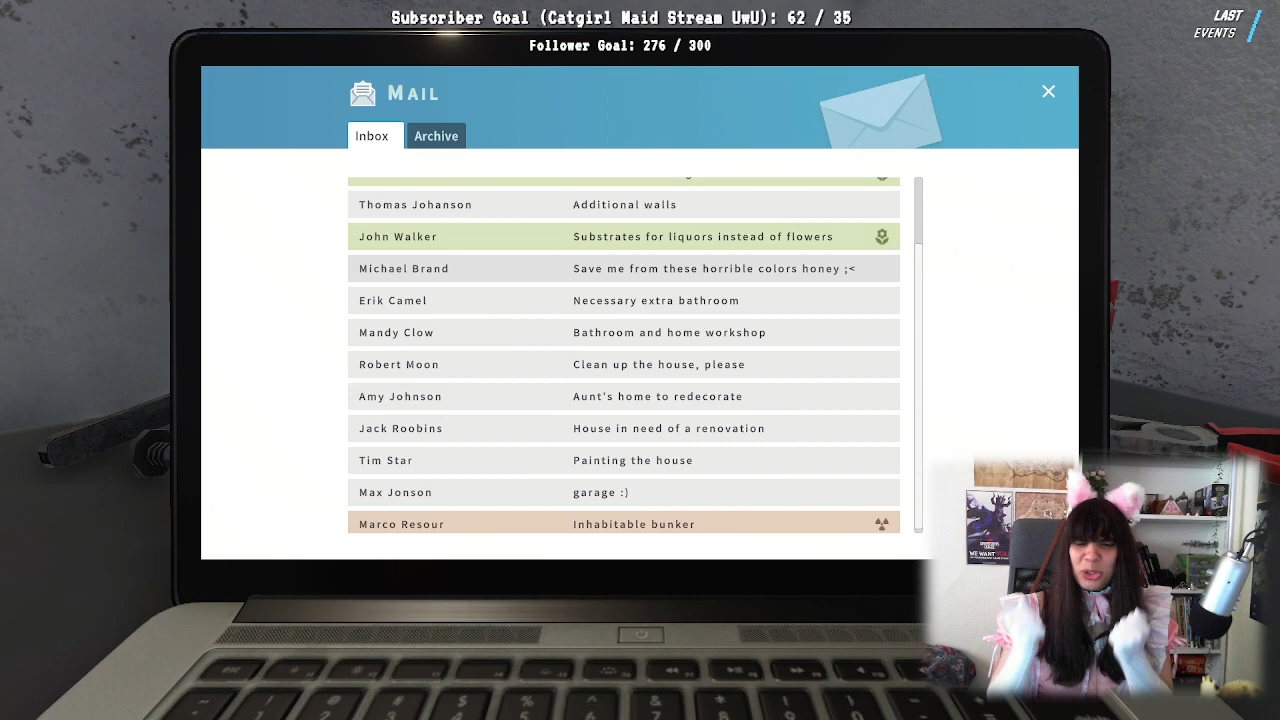 Subscriber Goal (Catgirl Maid Stream UwU): 62 / 35
LAST
EVENTS
Follower Goal: 276 / 300
MAIL
Inbox
Archive
Thomas Johanson Additional walls
John Walker Substrates for liquors instead of flowers
Michael Brand Save me from these horrible colors honey ;<
Erik Camel Necessary extra bathroom
Mandy Clow Bathroom and home workshop
Robert Moon Clean up the house, please
Amy Johnson Aunt's home to redecorate
Jack Roobins House in need of a renovation
Tim Star Painting the house
Max Jonson garage :)
Marco Resour Inhabitable bunker
WE WANT YOU